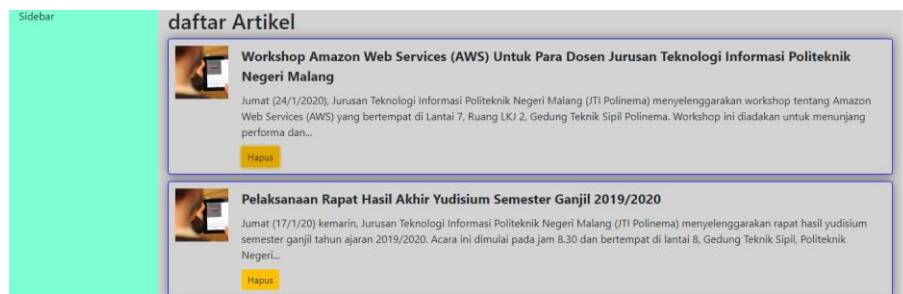 Sidebar
daftar Artikel
Workshop Amazon Web Services (AWS) Untuk Para Dosen Jurusan Teknologi Informasi Politeknik
Negeri Malang
Jumat (24/1/2020), Jurusan Teknologi Informasi Politeknik Negeri Malang (JTI Polinema) menyelenggarakan workshop tentang Amazon
Web Services (AWS) yang bertempat di Lantai 7, Ruang LKJ 2, Gedung Teknik Sipil Polinema. Workshop ini diadakan untuk menunjang
performa dan...
Hapus
Pelaksanaan Rapat Hasil Akhir Yudisium Semester Ganjil 2019/2020
Jumat (17/1/20) kemarin, Jurusan Teknologi Informasi Politeknik Negeri Malang (JTI Polinema) menyelenggarakan rapat hasil yudisium
semester ganjil tahun ajaran 2019/2020. Acara ini dimulai pada jam 8.30 dan bertempat di lantai 8, Gedung Teknik Sipil, Politeknik
Negeri...
Hapus